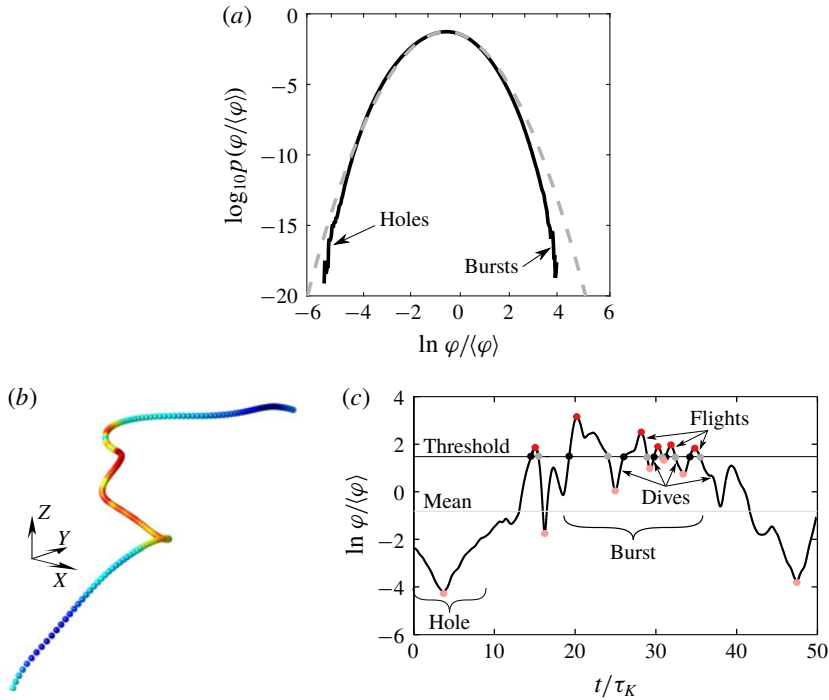 (a)
0
−5
−10
−15
−20
log₁₀p(φ/⟨φ⟩)
Holes
Bursts
−6 −4 −2 0 2 4 6
ln φ/⟨φ⟩
(b)
Z
Y
X
(c)
4
2
0
−2
−4
−6
ln φ/⟨φ⟩
Threshold
Mean
Flights
Dives
Burst
Hole
0 10 20 30 40 50
t/τ_K